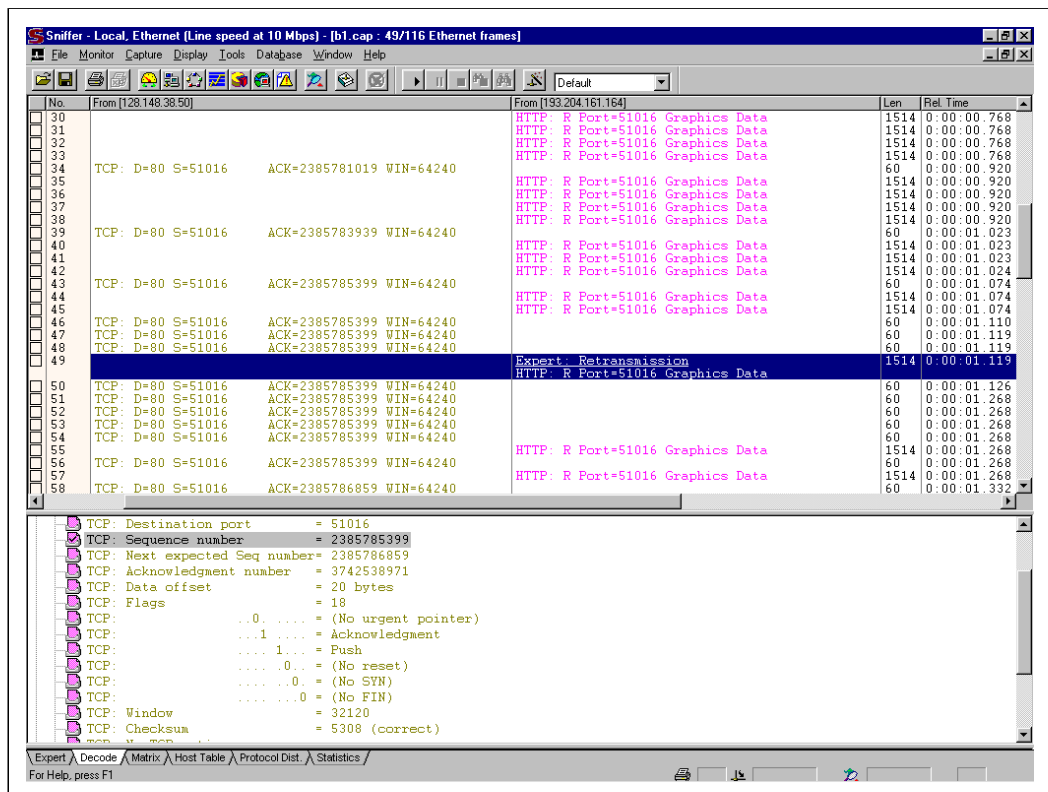 Sniffer - Local, Ethernet (Line speed at 10 Mbps) - [b1.cap : 49/116 Ethernet frames]
File Monitor Capture Display Tools Database Window Help
Default
No. From [128.148.38.50] From [193.204.161.164] Len Rel. Time
30 HTTP: R Port=51016 Graphics Data 1514 0:00:00.768
31 HTTP: R Port=51016 Graphics Data 1514 0:00:00.768
32 HTTP: R Port=51016 Graphics Data 1514 0:00:00.768
33 HTTP: R Port=51016 Graphics Data 1514 0:00:00.768
34 TCP: D=80 S=51016 ACK=2385781019 WIN=64240 60 0:00:00.920
35 HTTP: R Port=51016 Graphics Data 1514 0:00:00.920
36 HTTP: R Port=51016 Graphics Data 1514 0:00:00.920
37 HTTP: R Port=51016 Graphics Data 1514 0:00:00.920
38 HTTP: R Port=51016 Graphics Data 1514 0:00:00.920
39 TCP: D=80 S=51016 ACK=2385783939 WIN=64240 60 0:00:01.023
40 HTTP: R Port=51016 Graphics Data 1514 0:00:01.023
41 HTTP: R Port=51016 Graphics Data 1514 0:00:01.023
42 HTTP: R Port=51016 Graphics Data 1514 0:00:01.024
43 TCP: D=80 S=51016 ACK=2385785399 WIN=64240 60 0:00:01.074
44 HTTP: R Port=51016 Graphics Data 1514 0:00:01.074
45 HTTP: R Port=51016 Graphics Data 1514 0:00:01.074
46 TCP: D=80 S=51016 ACK=2385785399 WIN=64240 60 0:00:01.110
47 TCP: D=80 S=51016 ACK=2385785399 WIN=64240 60 0:00:01.119
48 TCP: D=80 S=51016 ACK=2385785399 WIN=64240 60 0:00:01.119
49 Expert: Retransmission 1514 0:00:01.119
HTTP: R Port=51016 Graphics Data
50 TCP: D=80 S=51016 ACK=2385785399 WIN=64240 60 0:00:01.126
51 TCP: D=80 S=51016 ACK=2385785399 WIN=64240 60 0:00:01.268
52 TCP: D=80 S=51016 ACK=2385785399 WIN=64240 60 0:00:01.268
53 TCP: D=80 S=51016 ACK=2385785399 WIN=64240 60 0:00:01.268
54 TCP: D=80 S=51016 ACK=2385785399 WIN=64240 60 0:00:01.268
55 HTTP: R Port=51016 Graphics Data 1514 0:00:01.268
56 TCP: D=80 S=51016 ACK=2385785399 WIN=64240 60 0:00:01.268
57 HTTP: R Port=51016 Graphics Data 1514 0:00:01.268
58 TCP: D=80 S=51016 ACK=2385786859 WIN=64240 60 0:00:01.332
TCP: Destination port = 51016
TCP: Sequence number = 2385785399
TCP: Next expected Seq number= 2385786859
TCP: Acknowledgment number = 3742538971
TCP: Data offset = 20 bytes
TCP: Flags = 18
TCP: ..0. .... = (No urgent pointer)
TCP: ...1 .... = Acknowledgment
TCP: .... 1... = Push
TCP: .... .0.. = (No reset)
TCP: .... ..0. = (No SYN)
TCP: .... ...0 = (No FIN)
TCP: Window = 32120
TCP: Checksum = 5308 (correct)
Expert Decode Matrix Host Table Protocol Dist. Statistics
For Help, press F1